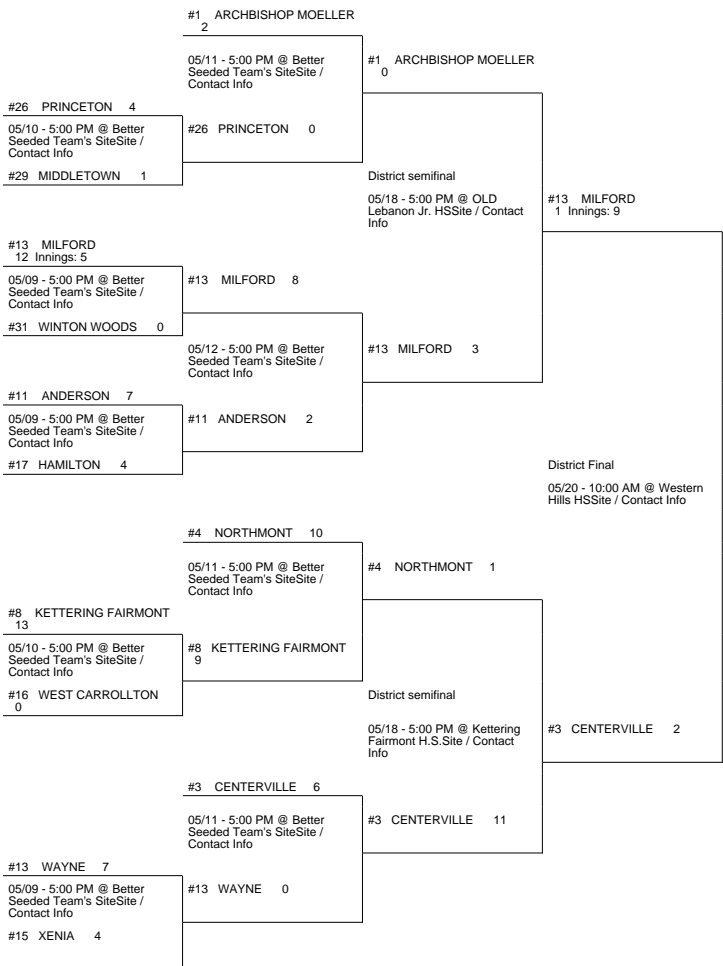 #1 ARCHBISHOP MOELLER
2
05/11 - 5:00 PM @ Better
Seeded Team's SiteSite /
Contact Info
#1 ARCHBISHOP MOELLER
0
#26 PRINCETON 4
05/10 - 5:00 PM @ Better
Seeded Team's SiteSite /
Contact Info
#26 PRINCETON 0
#29 MIDDLETOWN 1
District semifinal
05/18 - 5:00 PM @ OLD
Lebanon Jr. HSSite / Contact
Info
#13 MILFORD
1 Innings: 9
#13 MILFORD
12 Innings: 5
05/09 - 5:00 PM @ Better
Seeded Team's SiteSite /
Contact Info
#13 MILFORD 8
#31 WINTON WOODS 0
05/12 - 5:00 PM @ Better
Seeded Team's SiteSite /
Contact Info
#13 MILFORD 3
#11 ANDERSON 7
05/09 - 5:00 PM @ Better
Seeded Team's SiteSite /
Contact Info
#11 ANDERSON 2
#17 HAMILTON 4
District Final
05/20 - 10:00 AM @ Western
Hills HSSite / Contact Info
#4 NORTHMONT 10
05/11 - 5:00 PM @ Better
Seeded Team's SiteSite /
Contact Info
#4 NORTHMONT 1
#8 KETTERING FAIRMONT
13
05/10 - 5:00 PM @ Better
Seeded Team's SiteSite /
Contact Info
#8 KETTERING FAIRMONT
9
#16 WEST CARROLLTON
0
District semifinal
05/18 - 5:00 PM @ Kettering
Fairmont H.S.Site / Contact
Info
#3 CENTERVILLE 2
#3 CENTERVILLE 6
05/11 - 5:00 PM @ Better
Seeded Team's SiteSite /
Contact Info
#3 CENTERVILLE 11
#13 WAYNE 7
05/09 - 5:00 PM @ Better
Seeded Team's SiteSite /
Contact Info
#13 WAYNE 0
#15 XENIA 4